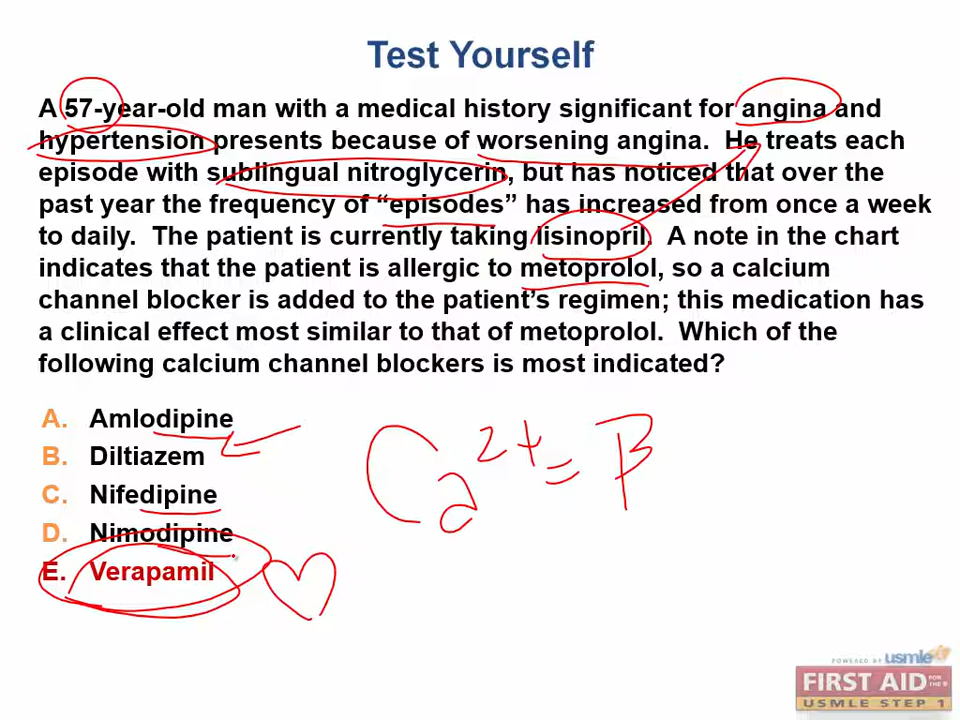 Test Yourself
A 57-year-old man with a medical history significant for angina and
hypertension presents because of worsening angina. He treats each
episode with sublingual nitroglycerin, but has noticed that over the
past year the frequency of “episodes” has increased from once a week
to daily. The patient is currently taking lisinopril. A note in the chart
indicates that the patient is allergic to metoprolol, so a calcium
channel blocker is added to the patient’s regimen; this medication has
a clinical effect most similar to that of metoprolol. Which of the
following calcium channel blockers is most indicated?
A. Amlodipine
B. Diltiazem
C. Nifedipine
D. Nimodipine
E. Verapamil
Ca2+ = β
POWERED BY usmle
FIRST AID FOR THE
USMLE STEP 1